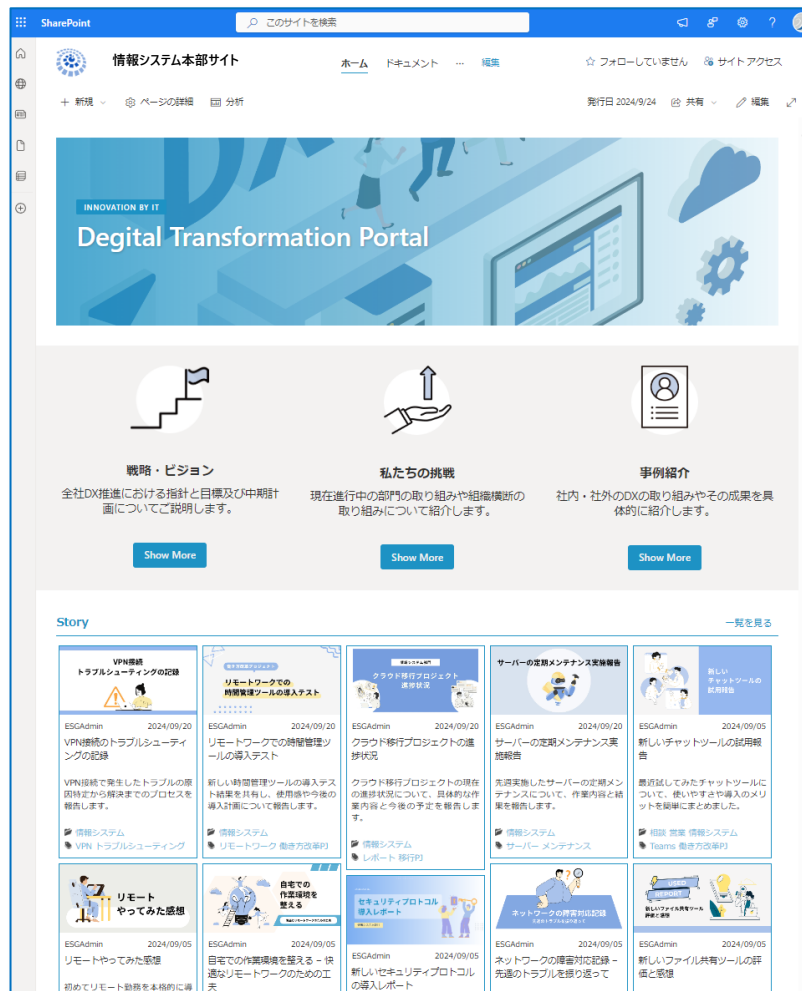 SharePoint
このサイトを検索
情報システム本部サイト
ホーム ドキュメント … 編集
フォローしていません サイト アクセス
新規 ページの詳細 分析
発行日 2024/9/24 共有 編集
INNOVATION BY IT
Degital Transformation Portal
戦略・ビジョン
全社DX推進における指針と目標及び中期計
画についてご説明します。
Show More
私たちの挑戦
現在進行中の部門の取り組みや組織横断の
取り組みについて紹介します。
Show More
事例紹介
社内・社外のDXの取り組みやその成果を具
体的に紹介します。
Show More
Story
一覧を見る
VPN接続
トラブルシューティングの記録
ESGAdmin 2024/09/20
VPN接続のトラブルシューティ
ングの記録
VPN接続で発生したトラブルの原
因特定から解決までのプロセスを
報告します。
情報システム
VPN トラブルシューティング
リモートワークでの
時間管理ツールの導入テスト
ESGAdmin 2024/09/20
リモートワークでの時間管理ツ
ールの導入テスト
新しい時間管理ツールの導入テス
ト結果を共有し、使用感や今後の
導入計画について報告します。
情報システム
リモートワーク 働き方改革PJ
クラウド移行プロジェクト
進捗状況
ESGAdmin 2024/09/20
クラウド移行プロジェクトの進
捗状況
クラウド移行プロジェクトの現在
の進捗状況について、具体的な作
業内容と今後の予定を報告しま
す。
情報システム
レポート 移行PJ
サーバーの定期メンテナンス実施報告
ESGAdmin 2024/09/20
サーバーの定期メンテナンス実
施報告
先週実施したサーバーの定期メン
テナンスについて、作業内容と結
果を報告します。
情報システム
サーバー メンテナンス
新しい
チャットツールの
試用報告
ESGAdmin 2024/09/05
新しいチャットツールの試用報
告
最近試してみたチャットツールに
ついて、使いやすさや導入のメリ
ットを簡単にまとめました。
相談 営業 情報システム
Teams 働き方改革PJ
リモート
やってみた感想
ESGAdmin 2024/09/05
リモートやってみた感想
初めてリモート勤務を本格的に導
自宅での
作業環境を
整える
ESGAdmin 2024/09/05
自宅での作業環境を整える – 快
適なリモートワークのための工
夫
セキュリティプロトコル
導入レポート
ESGAdmin 2024/09/05
新しいセキュリティプロトコル
の導入レポート
ネットワークの障害対応記録
先週のトラブルを振り返って
ESGAdmin 2024/09/05
ネットワークの障害対応記録 –
先週のトラブルを振り返って
USER
REPORT
新しいファイル共有ツール
評価と感想
ESGAdmin 2024/09/05
新しいファイル共有ツールの評
価と感想